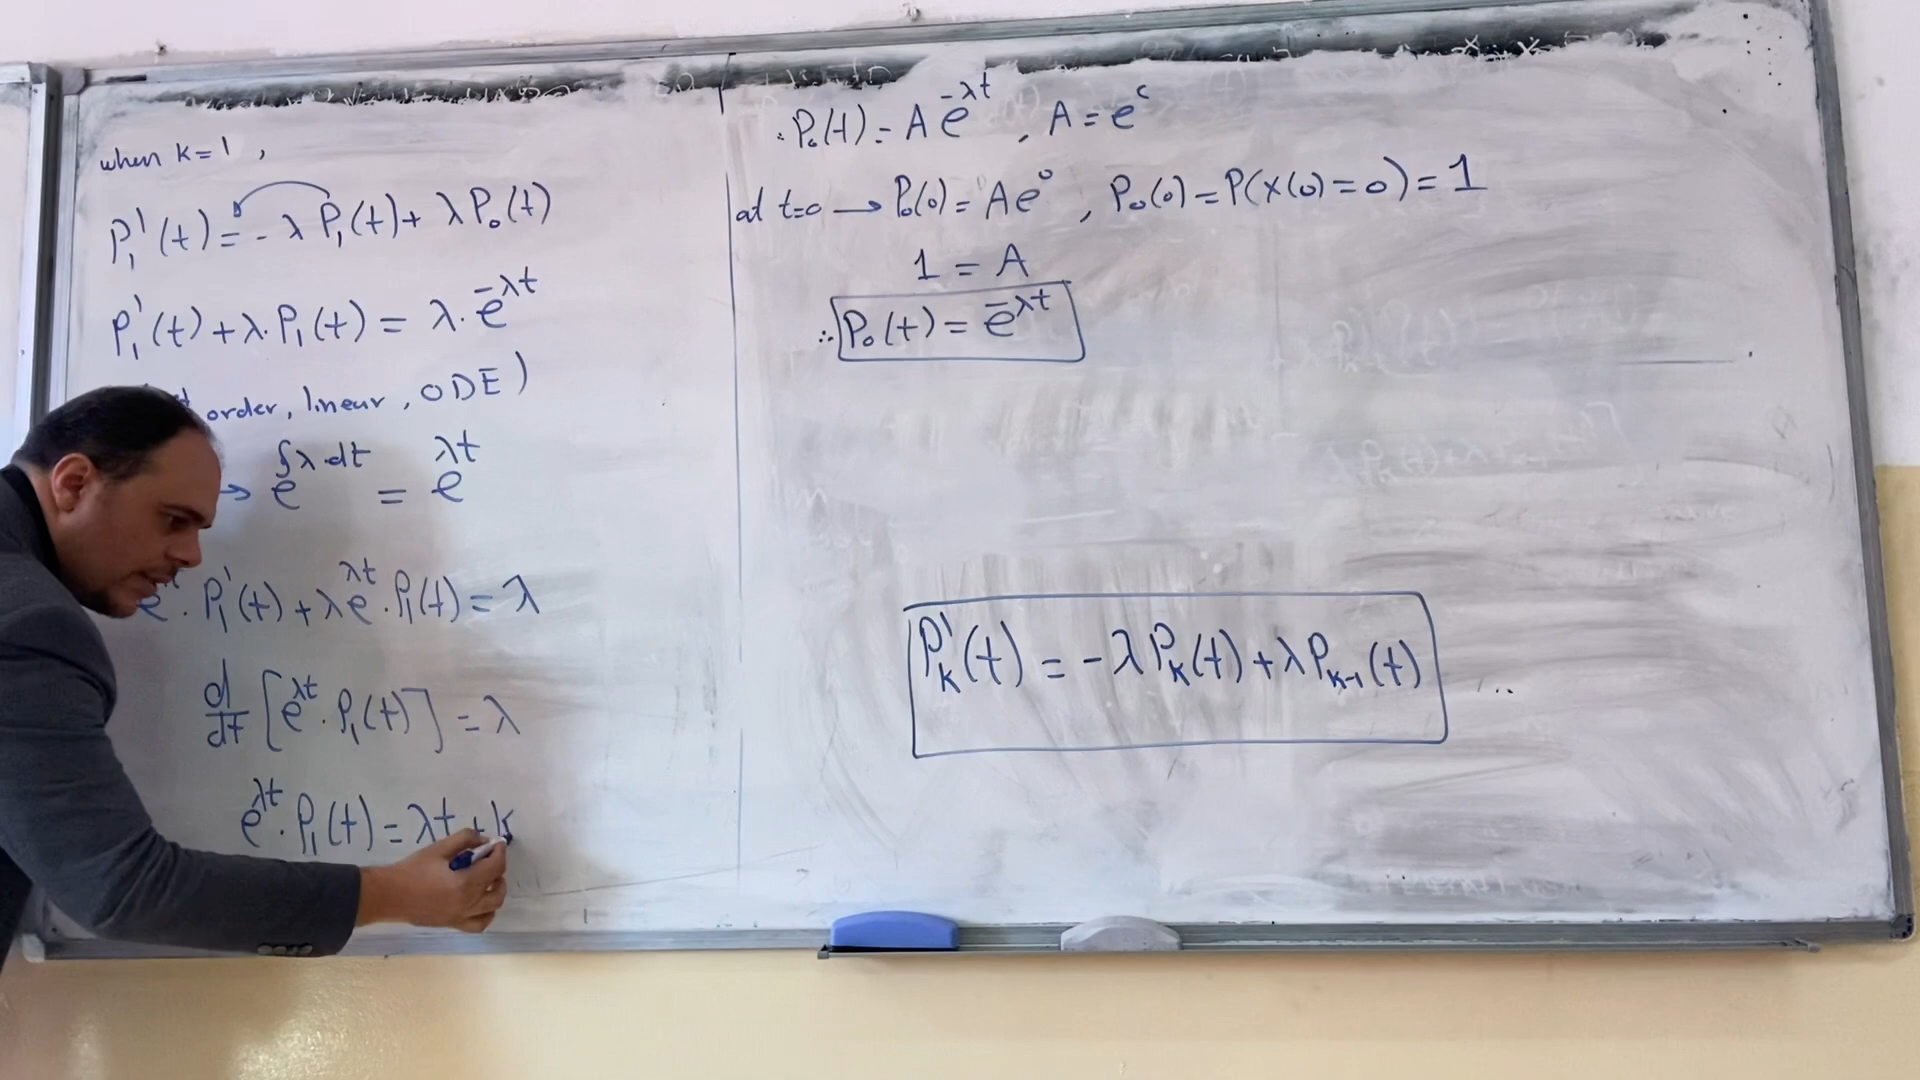 when k=1 ,
P₁'(t) = -λ P₁(t) + λ P₀(t)
P₁'(t) + λ. P₁(t) = λ. e^-λt
order, linear, ODE)
→ e^∫λ dt = e^λt
e^λt . P₁'(t) + λ e^λt . P₁(t) = λ
d/dt [e^λt . P₁(t)] = λ
e^λt . P₁(t) = λt + k
∴ P₀(t) = A e^-λt , A = e^c
at t=0 → P₀(0) = A e^0 , P₀(0) = P(X(0)=0) = 1
1 = A
∴ P₀(t) = e^-λt
Pₖ'(t) = -λ Pₖ(t) + λ Pₖ₋₁(t) ...